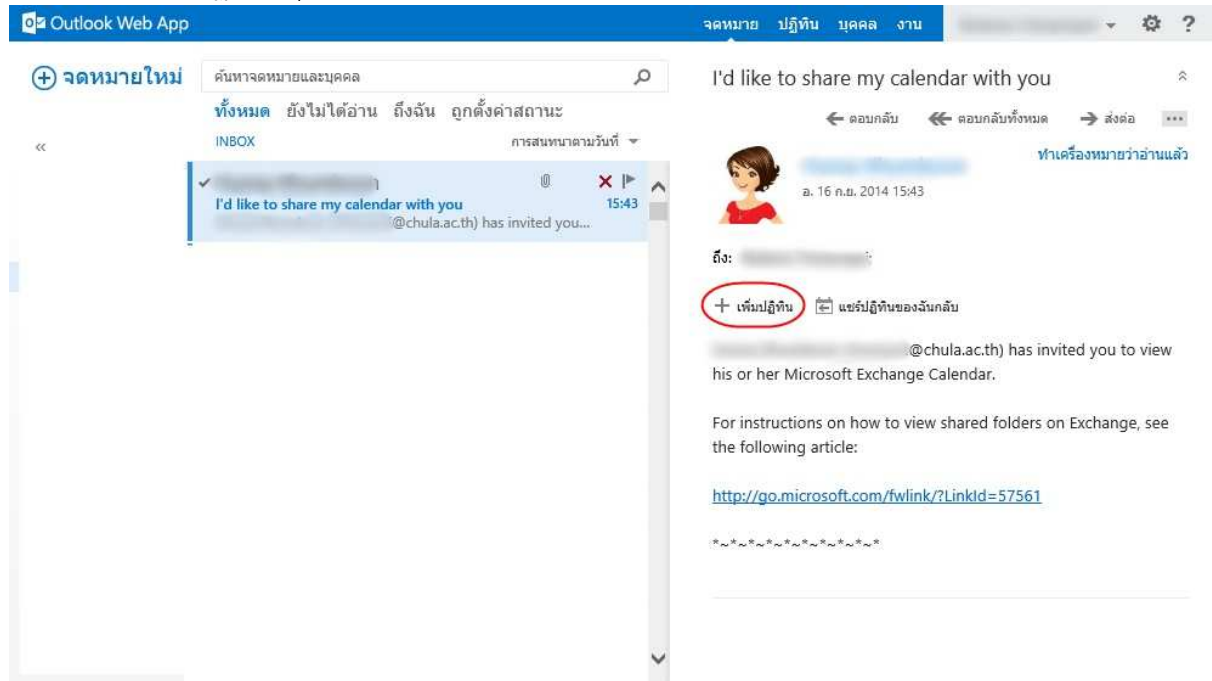 Outlook Web App
จดหมาย ปฏิทิน บุคคล งาน
?
จดหมายใหม่
ค้นหาจดหมายและบุคคล
ทั้งหมด ยังไม่ได้อ่าน ถึงฉัน ถูกตั้งค่าสถานะ
INBOX การสนทนาตามวันที่
I'd like to share my calendar with you 15:43
@chula.ac.th) has invited you...
I'd like to share my calendar with you
ตอบกลับ ตอบกลับทั้งหมด ส่งต่อ ...
ทำเครื่องหมายว่าอ่านแล้ว
อ. 16 ก.ย. 2014 15:43
ถึง:
+ เพิ่มปฏิทิน แชร์ปฏิทินของฉันกลับ
@chula.ac.th) has invited you to view
his or her Microsoft Exchange Calendar.
For instructions on how to view shared folders on Exchange, see
the following article:
http://go.microsoft.com/fwlink/?LinkId=57561
*~*~*~*~*~*~*~*~*~*